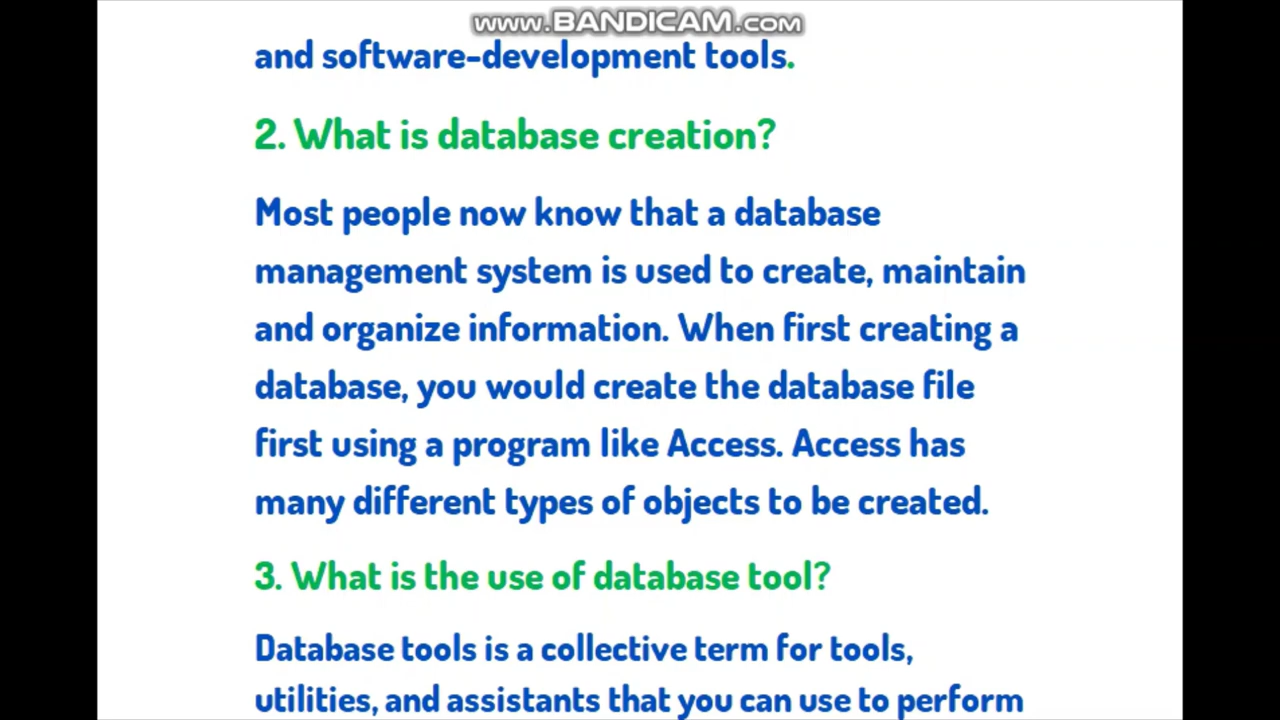 www.BANDICAM.com
and software-development tools.
2. What is database creation?
Most people now know that a database
management system is used to create, maintain
and organize information. When first creating a
database, you would create the database file
first using a program like Access. Access has
many different types of objects to be created.
3. What is the use of database tool?
Database tools is a collective term for tools,
utilities, and assistants that you can use to perform